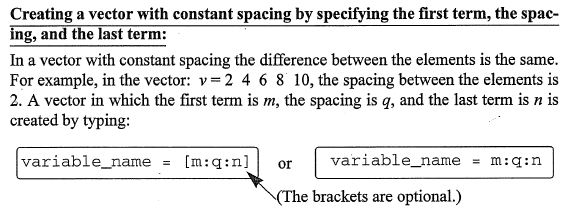 Creating a vector with constant spacing by specifying the first term, the spac-
ing, and the last term:
In a vector with constant spacing the difference between the elements is the same.
For example, in the vector: v = 2 4 6 8 10, the spacing between the elements is
2. A vector in which the first term is m, the spacing is q, and the last term is n is
created by typing:
variable_name = [m:q:n] or variable_name = m:q:n
(The brackets are optional.)